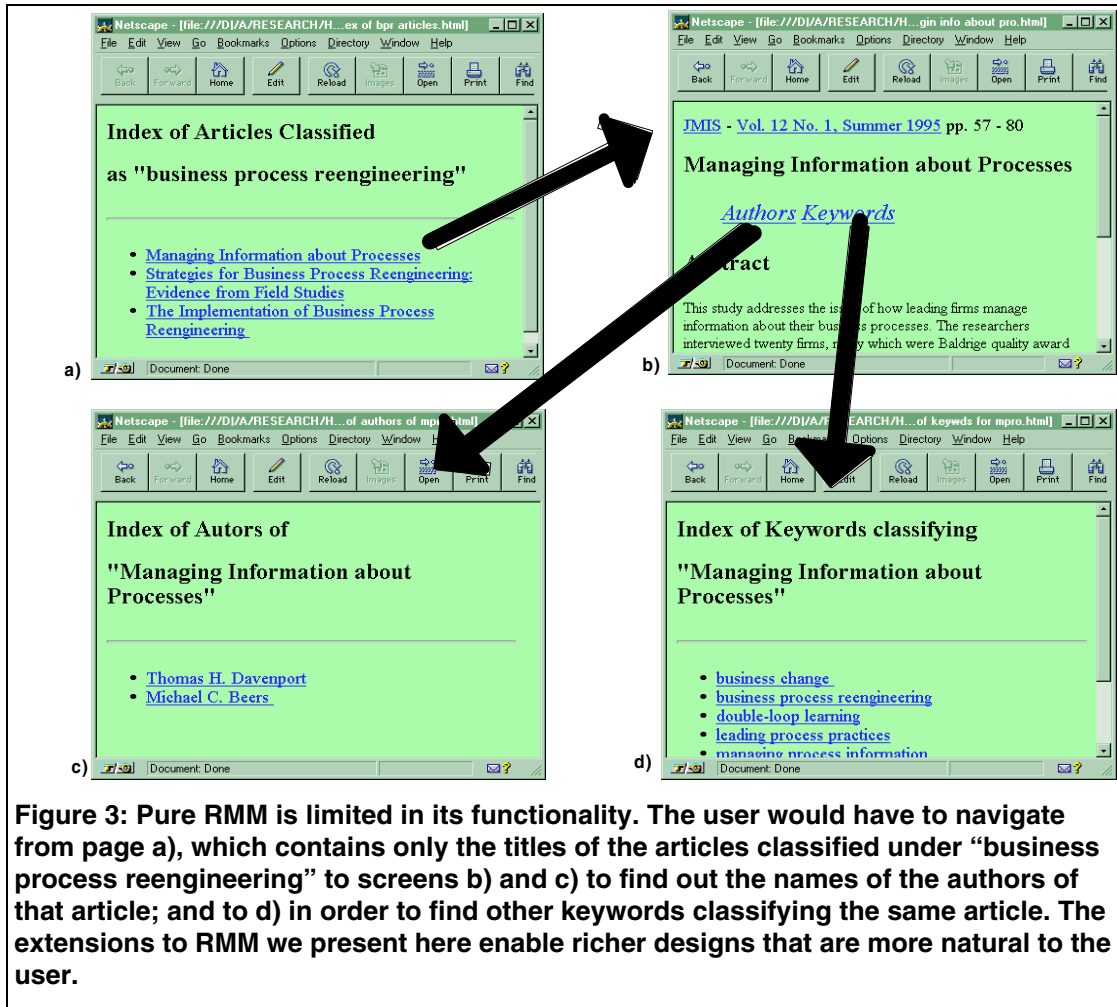 Netscape - [file:///D|/A/RESEARCH/H...ex of bpr articles.html]
File Edit View Go Bookmarks Options Directory Window Help
Back Forward Home Edit Reload Images Open Print Find
Index of Articles Classified
as "business process reengineering"
• Managing Information about Processes
• Strategies for Business Process Reengineering:
Evidence from Field Studies
• The Implementation of Business Process
Reengineering
Document: Done
a)
Netscape - [file:///D|/A/RESEARCH/H...gin info about pro.html]
File Edit View Go Bookmarks Options Directory Window Help
Back Forward Home Edit Reload Images Open Print Find
JMIS - Vol. 12 No. 1, Summer 1995 pp. 57 - 80
Managing Information about Processes
Authors Keywords
Abstract
This study addresses the issue of how leading firms manage
information about their business processes. The researchers
interviewed twenty firms, many which were Baldrige quality award
Document: Done
b)
Netscape - [file:///D|/A/RESEARCH/H...of authors of mpro.html]
File Edit View Go Bookmarks Options Directory Window
Back Forward Home Edit Reload Images Open Print Find
Index of Autors of
"Managing Information about
Processes"
• Thomas H. Davenport
• Michael C. Beers
Document: Done
c)
Netscape - [file:///D|/A/RESEARCH/H...of keywds for mpro.html]
File Edit View Go Bookmarks Options Directory Window Help
Back Forward Home Edit Reload Images Open Print Find
Index of Keywords classifying
"Managing Information about
Processes"
• business change
• business process reengineering
• double-loop learning
• leading process practices
• managing process information
Document: Done
d)
Figure 3: Pure RMM is limited in its functionality. The user would have to navigate
from page a), which contains only the titles of the articles classified under “business
process reengineering” to screens b) and c) to find out the names of the authors of
that article; and to d) in order to find other keywords classifying the same article. The
extensions to RMM we present here enable richer designs that are more natural to the
user.